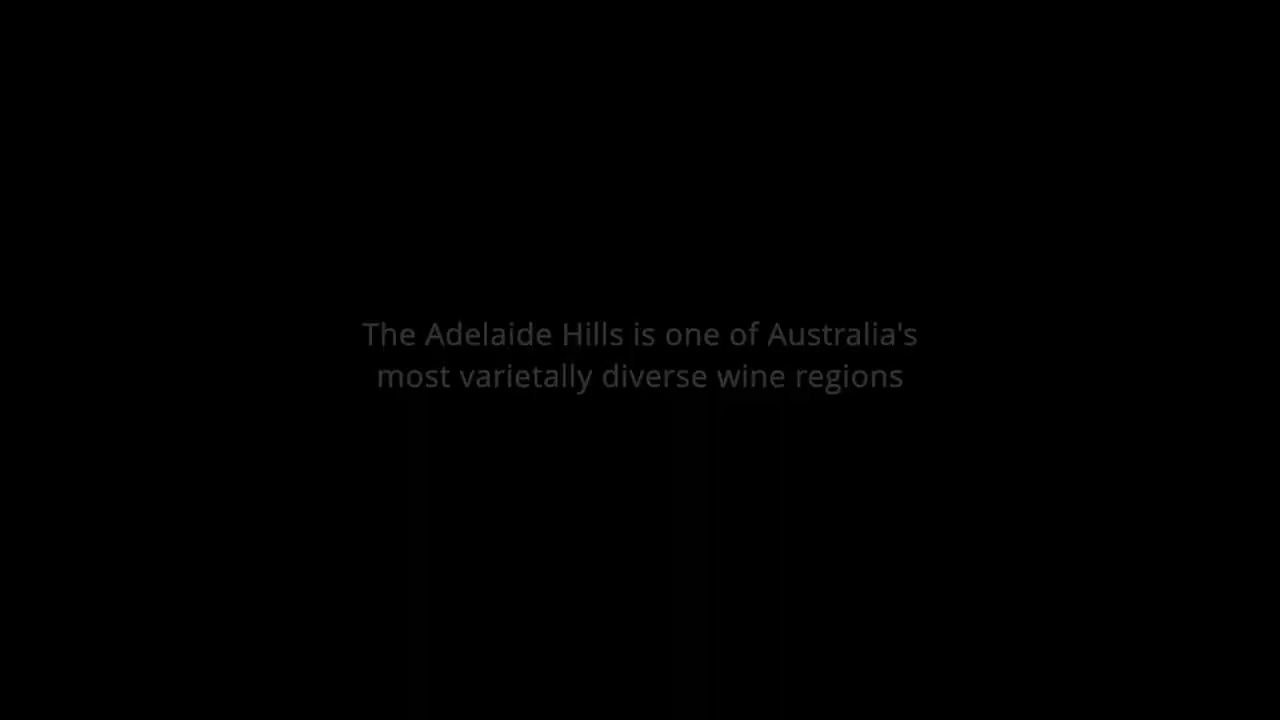 The Adelaide Hills is one of Australia's
most varietally diverse wine regions